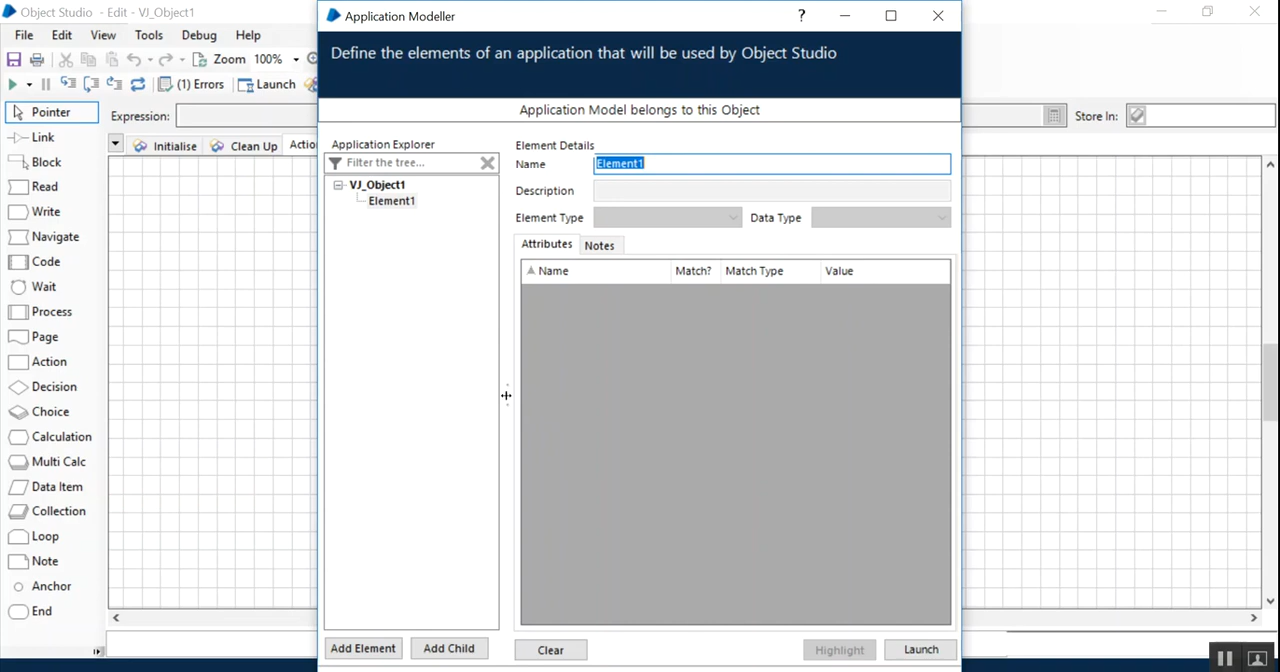 Object Studio - Edit - VJ_Object1
File Edit View Tools Debug Help
Zoom 100%
(1) Errors Launch
Pointer
Link
Block
Read
Write
Navigate
Code
Wait
Process
Page
Action
Decision
Choice
Calculation
Multi Calc
Data Item
Collection
Loop
Note
Anchor
End
Expression:
Store In:
Initialise Clean Up Actio
Application Modeller
?
Define the elements of an application that will be used by Object Studio
Application Model belongs to this Object
Application Explorer
Filter the tree...
VJ_Object1
Element1
Element Details
Name Element1
Description
Element Type Data Type
Attributes Notes
Name Match? Match Type Value
Add Element Add Child Clear Highlight Launch